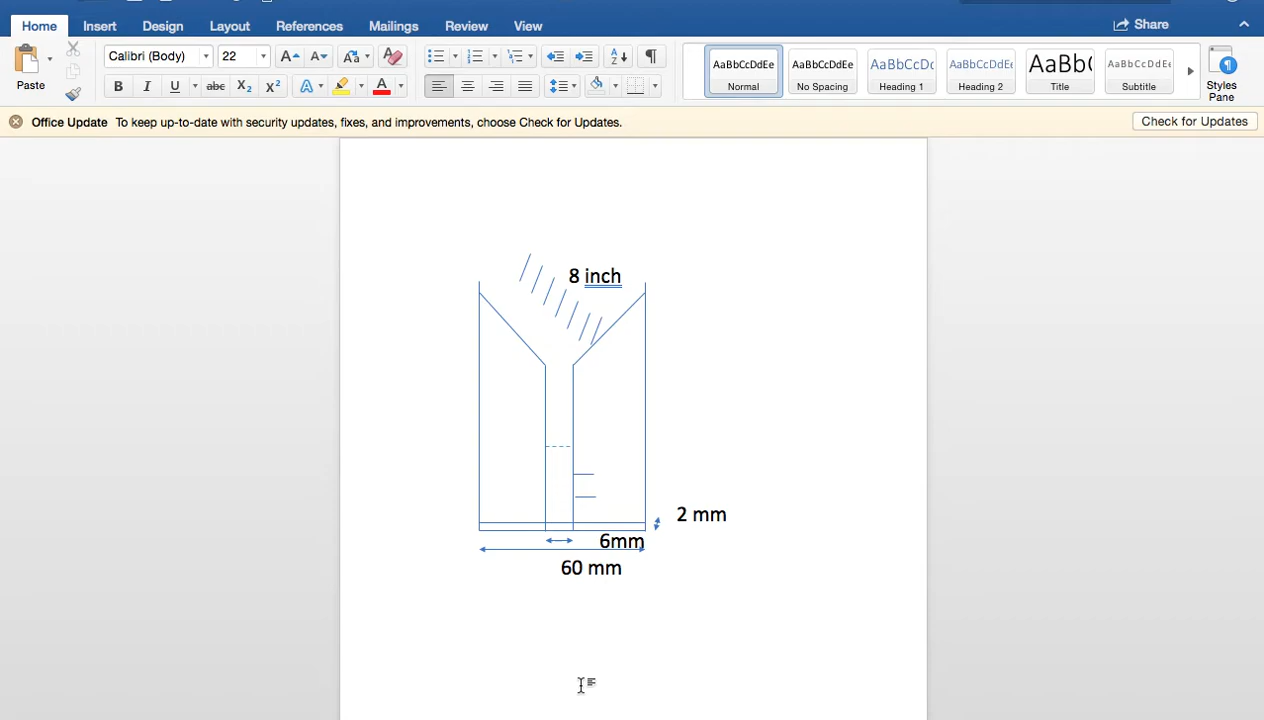 Home Insert Design Layout References Mailings Review View Share
Calibri (Body) 22
Paste
AaBbCcDdEe AaBbCcDdEe AaBbCcDc AaBbCcDdEe AaBb( AaBbCcDdEe
Normal No Spacing Heading 1 Heading 2 Title Subtitle Styles Pane
Office Update To keep up-to-date with security updates, fixes, and improvements, choose Check for Updates. Check for Updates
8 inch
2 mm
6mm
60 mm